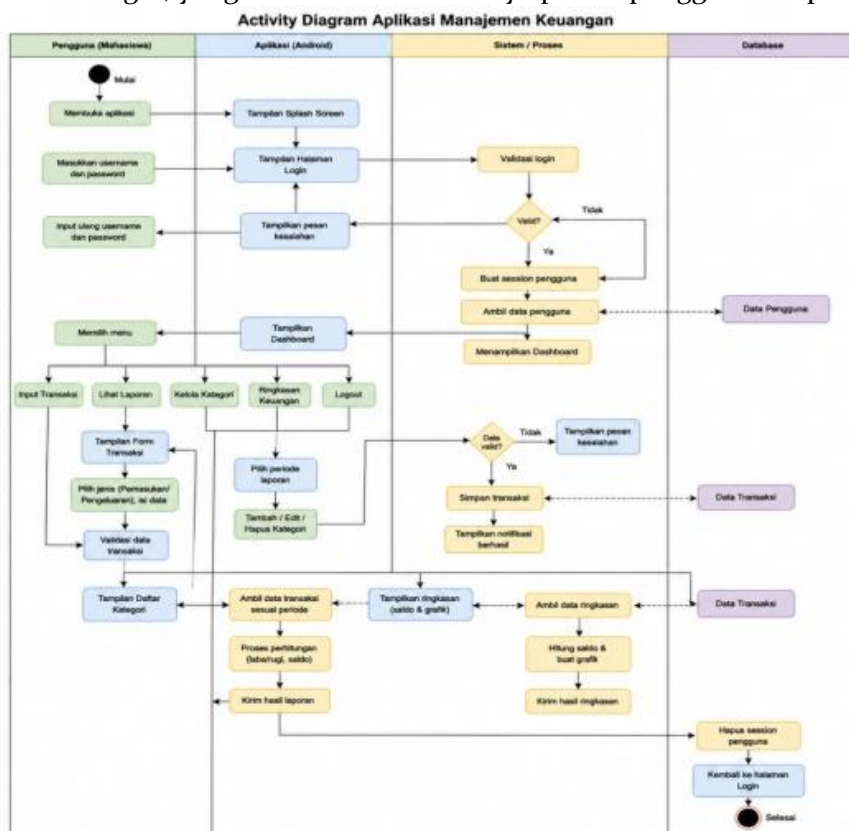 Activity Diagram Aplikasi Manajemen Keuangan
Pengguna (Mahasiswa)
Aplikasi (Android)
Sistem / Proses
Database
Mulai
Membuka aplikasi
Tampilan Splash Screen
Masukkan username
dan password
Tampilan Halaman
Login
Validasi login
Input ulang username
dan password
Tampilkan pesan
kesalahan
Valid?
Tidak
Ya
Buat session pengguna
Ambil data pengguna
Data Pengguna
Memilih menu
Tampilkan
Dashboard
Menampilkan Dashboard
Input Transaksi
Lihat Laporan
Kelola Kategori
Ringkasan
Keuangan
Logout
Tampilan Form
Transaksi
Pilih periode
laporan
Data
valid?
Tidak
Tampilkan pesan
kesalahan
Ya
Pilih jenis (Pemasukan/
Pengeluaran), isi data
Tambah / Edit /
Hapus Kategori
Simpan transaksi
Data Transaksi
Validasi data
transaksi
Tampilkan notifikasi
berhasil
Tampilan Daftar
Kategori
Ambil data transaksi
sesuai periode
Tampilkan ringkasan
(saldo & grafik)
Ambil data ringkasan
Data Transaksi
Proses perhitungan
(laba/rugi, saldo)
Hitung saldo &
buat grafik
Kirim hasil laporan
Kirim hasil ringkasan
Hapus session
pengguna
Kembali ke halaman
Login
Selesai